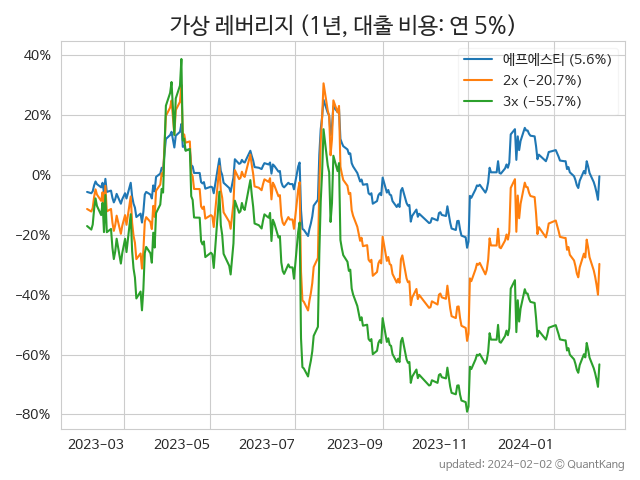 가상 레버리지 (1년, 대출 비용: 연 5%)
에프에스티 (5.6%)
2x (−20.7%)
3x (−55.7%)
40%
20%
0%
−20%
−40%
−60%
−80%
2023-03 2023-05 2023-07 2023-09 2023-11 2024-01
updated: 2024-02-02 © QuantKang